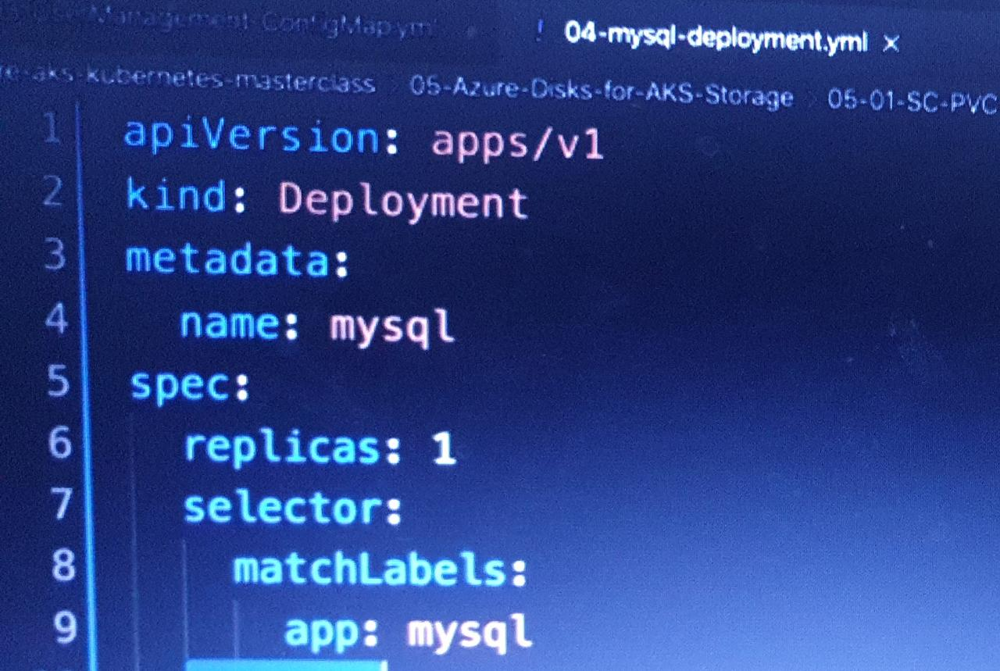 Management-ConfigMap.yml
! 04-mysql-deployment.yml ×
re-aks-kubernetes-masterclass > 05-Azure-Disks-for-AKS-Storage > 05-01-SC-PVC
1 apiVersion: apps/v1
2 kind: Deployment
3 metadata:
4 name: mysql
5 spec:
6 replicas: 1
7 selector:
8 matchLabels:
9 app: mysql